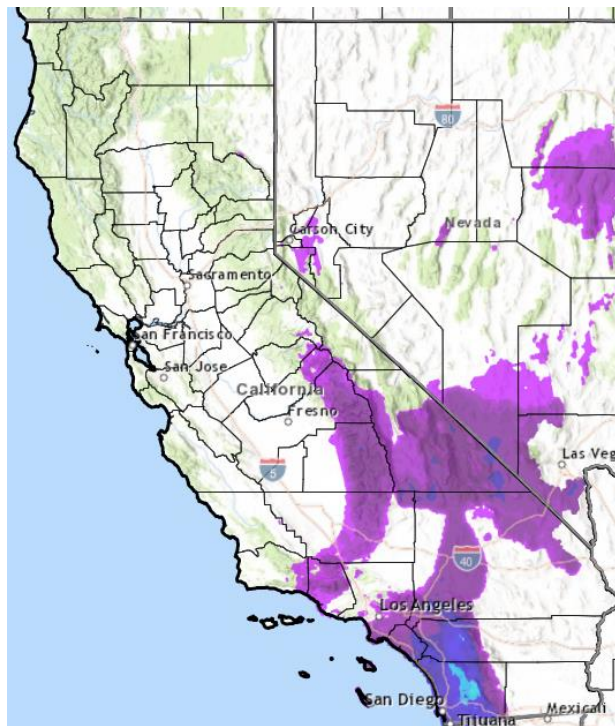 80
Carson City
Nevada
Sacramento
San Francisco
San Jose
California
Fresno
5
Las Veg
40
Los Angeles
San Diego
Tijuana
Mexicali